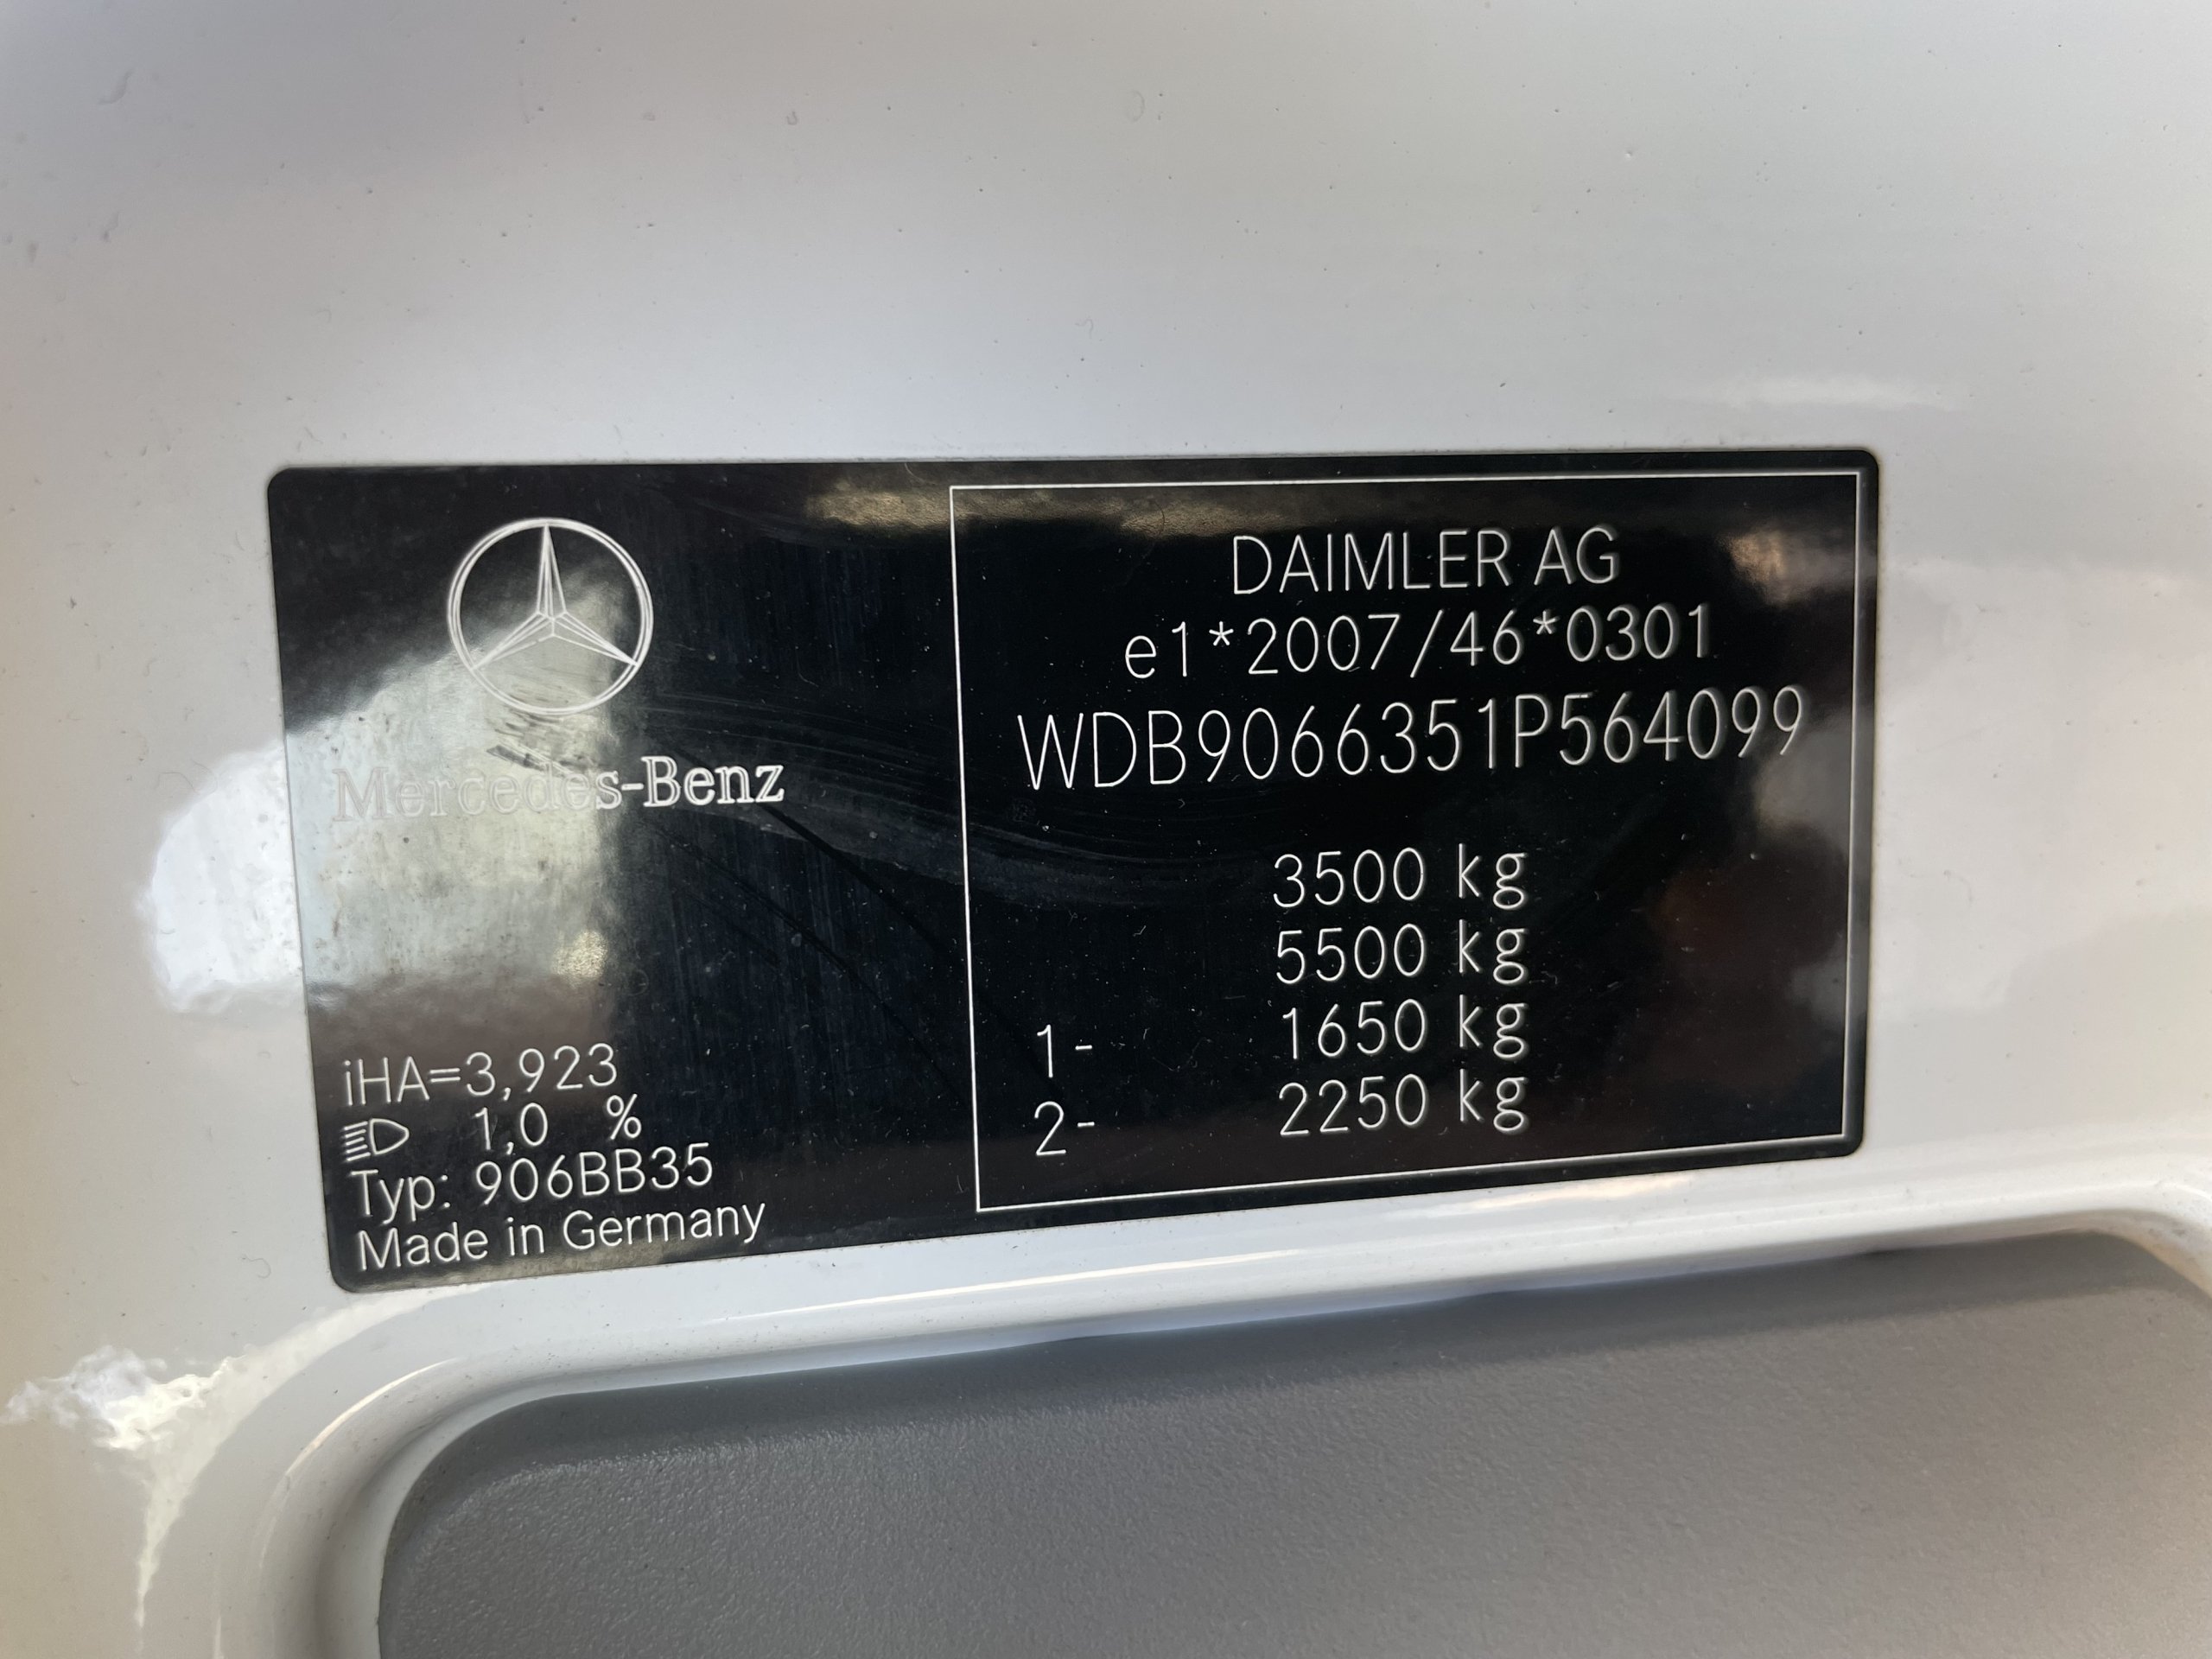 Mercedes-Benz
iHA=3,923
1,0 %
Typ: 906BB35
Made in Germany
DAIMLER AG
e1*2007/46*0301
WDB9066351P564099
3500 kg
5500 kg
1- 1650 kg
2- 2250 kg